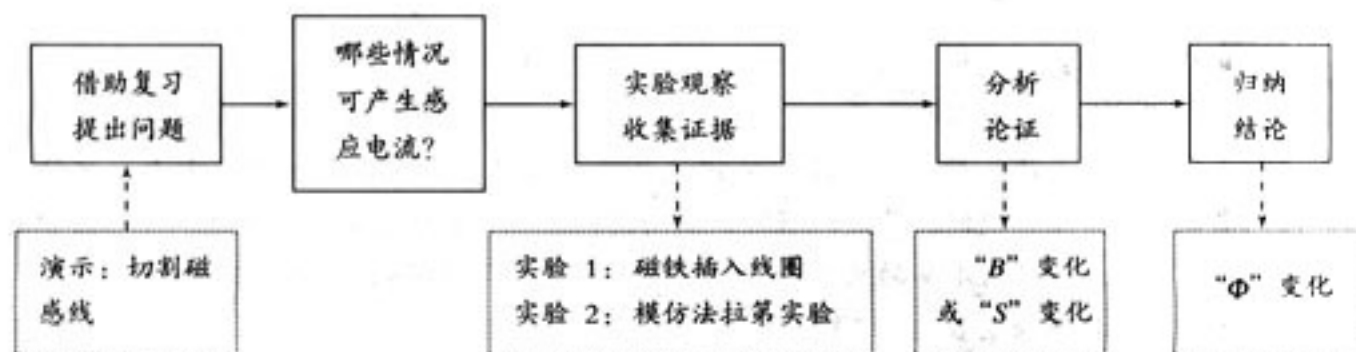 借助复习
提出问题
哪些情况
可产生感
应电流?
实验观察
收集证据
分析
论证
归纳
结论
演示：切割磁
感线
实验 1：磁铁插入线圈
实验 2：模仿法拉第实验
“B”变化
或“S”变化
“Φ”变化